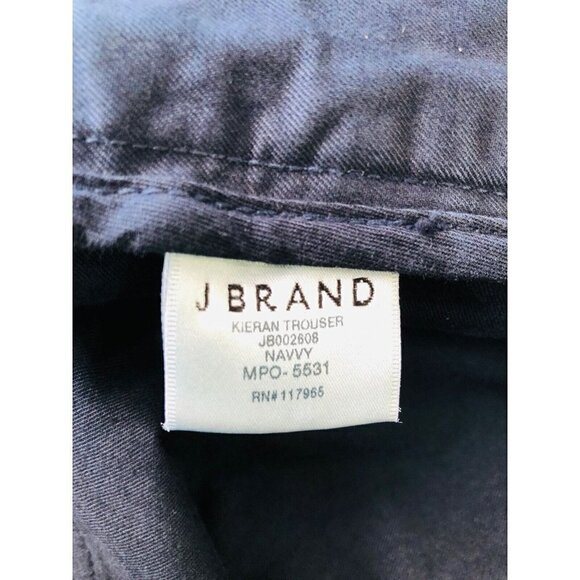 J BRAND
KIERAN TROUSER
JB002608
NAVVY
MPO- 5531
RN# 117965